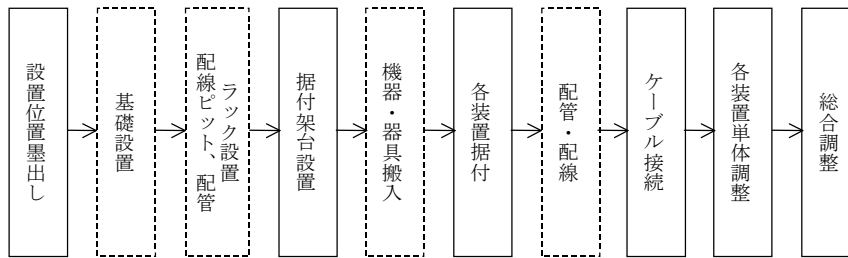 設置位置墨出し
基礎設置
配線ピット、配管
ラック設置
据付架台設置
機器・器具搬入
各装置据付
配管・配線
ケーブル接続
各装置単体調整
総合調整